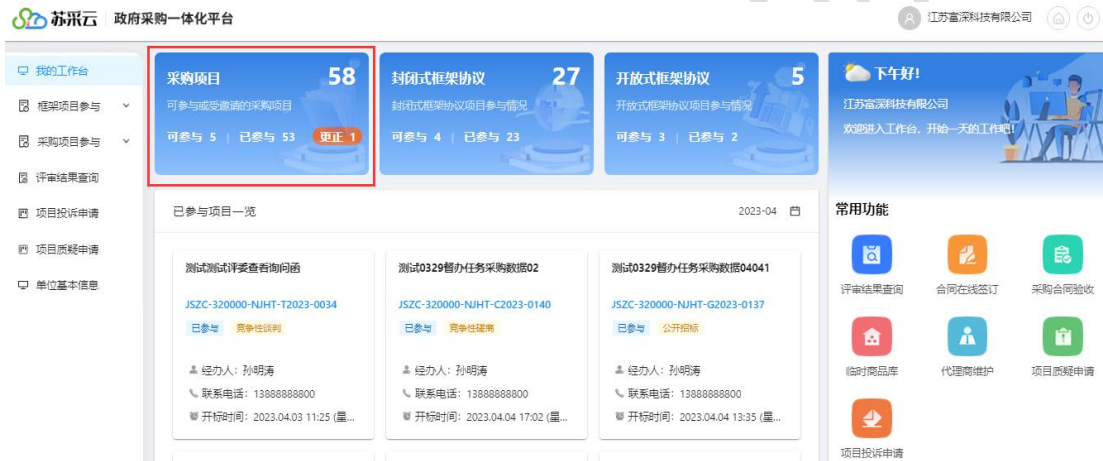 苏采云 政府采购一体化平台 江苏富深科技有限公司
我的工作台
框架项目参与
采购项目参与
评审结果查询
项目投诉申请
项目质疑申请
单位基本信息
采购项目 58
可参与或受邀请的采购项目
可参与 5 | 已参与 53 更正 1
封闭式框架协议 27
封闭式框架协议项目参与情况
可参与 4 | 已参与 23
开放式框架协议 5
开放式框架协议项目参与情况
可参与 3 | 已参与 2
下午好!
江苏富深科技有限公司
欢迎进入工作台,开始一天的工作吧!
已参与项目一览 2023-04
测试测试评委查看询问函
JSZC-320000-NJHT-T2023-0034
已参与 竞争性谈判
经办人:孙明涛
联系电话:13888888800
开标时间:2023.04.03 11:25 (星...
测试0329督办任务采购数据02
JSZC-320000-NJHT-C2023-0140
已参与 竞争性磋商
经办人:孙明涛
联系电话:13888888800
开标时间:2023.04.04 17:02 (星...
测试0329督办任务采购数据04041
JSZC-320000-NJHT-G2023-0137
已参与 公开招标
经办人:孙明涛
联系电话:13888888800
开标时间:2023.04.04 13:35 (星...
常用功能
评审结果查询 合同在线签订 采购合同验收
临时商品库 代理商维护 项目质疑申请
项目投诉申请